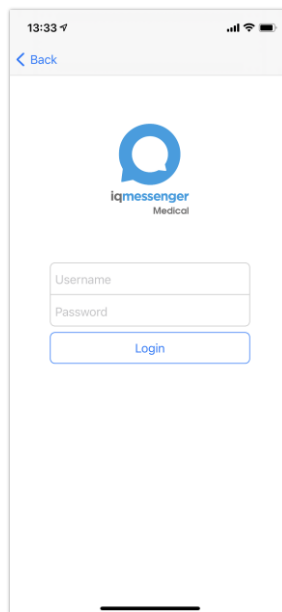 13:33
Back
iqmessenger
Medical
Username
Password
Login